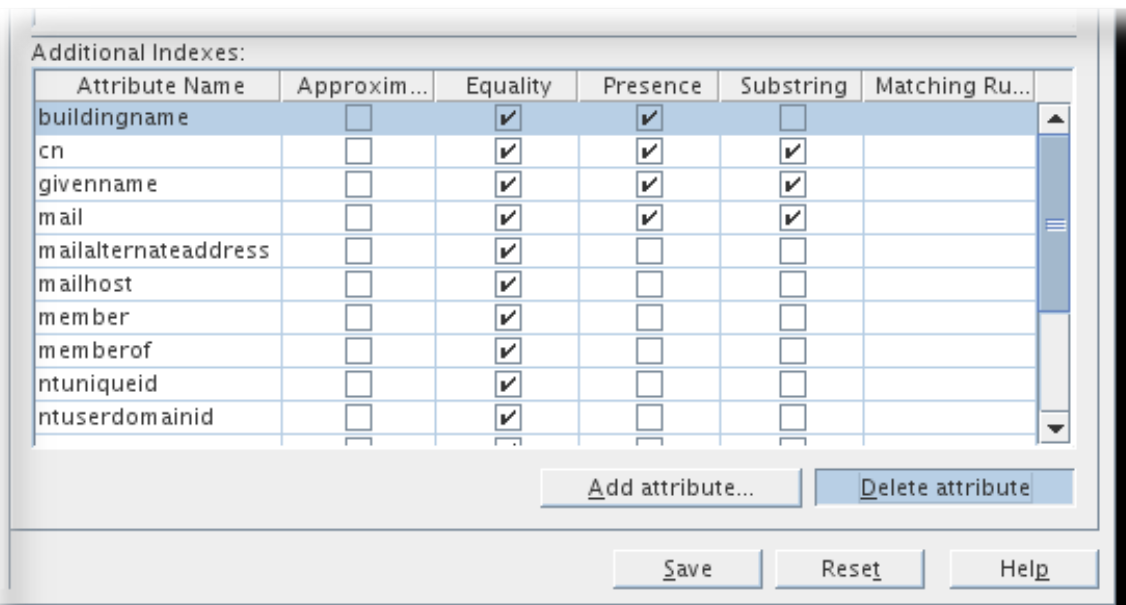 Additional Indexes:
Attribute Name Approxim... Equality Presence Substring Matching Ru...
buildingname
cn
givenname
mail
mailalternateaddress
mailhost
member
memberof
ntuniqueid
ntuserdomainid
Add attribute... Delete attribute
Save Reset Help